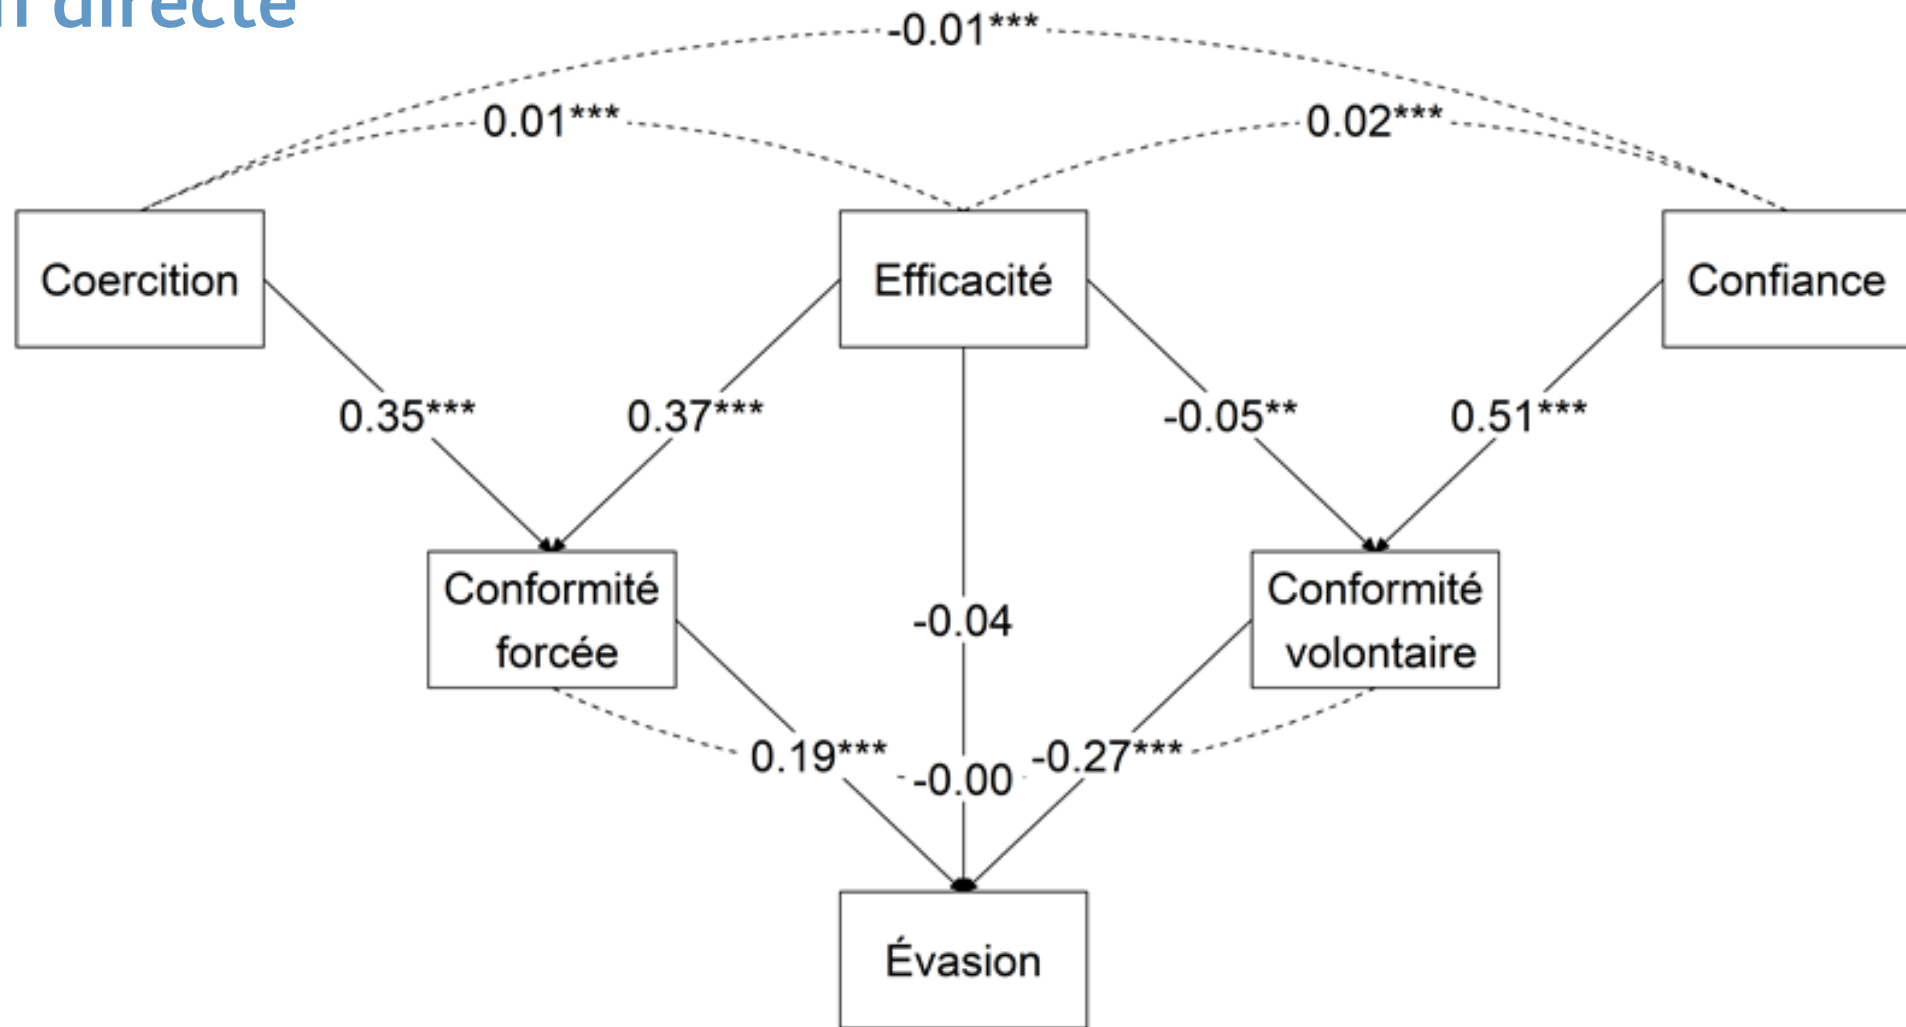 directe
-0.01***
0.01***
0.02***
Coercition
Efficacité
Confiance
0.35***
0.37***
-0.05**
0.51***
Conformité
forcée
-0.04
Conformité
volontaire
0.19***
-0.00
-0.27***
Évasion